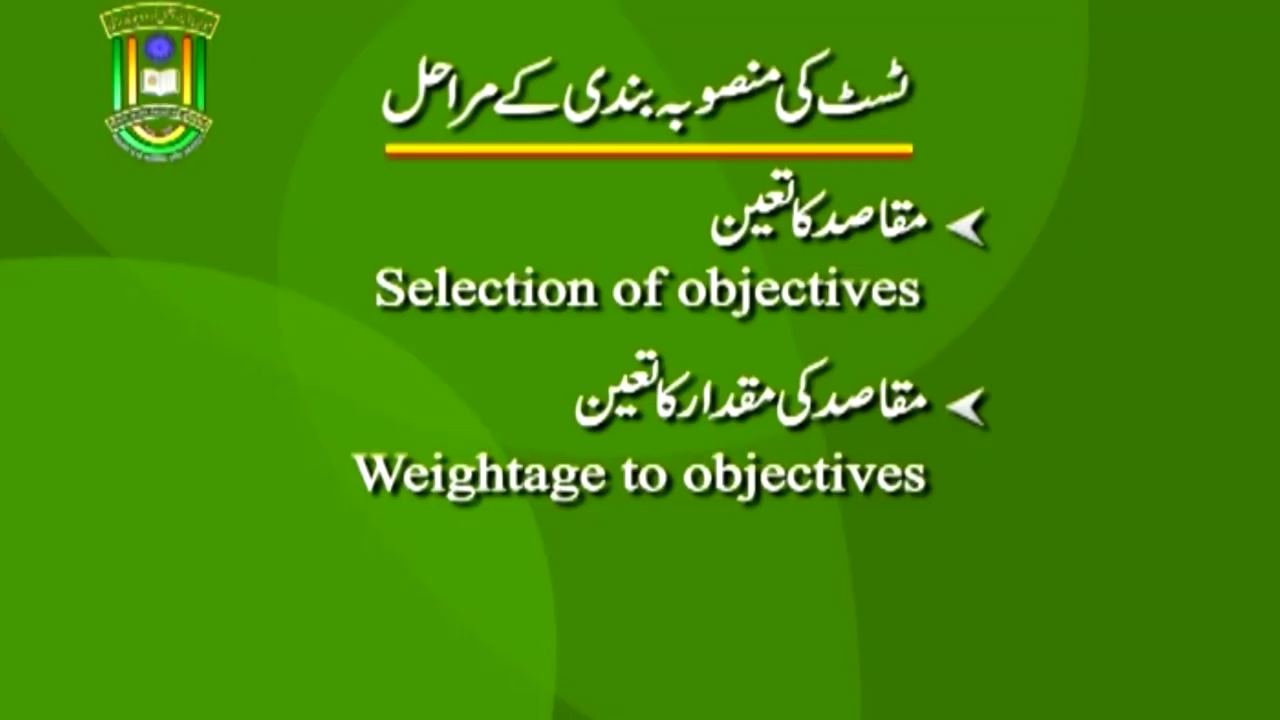 ٹسٹ کی منصوبہ بندی کے مراحل
مقاصد کا تعین
Selection of objectives
مقاصد کی مقدار کا تعین
Weightage to objectives